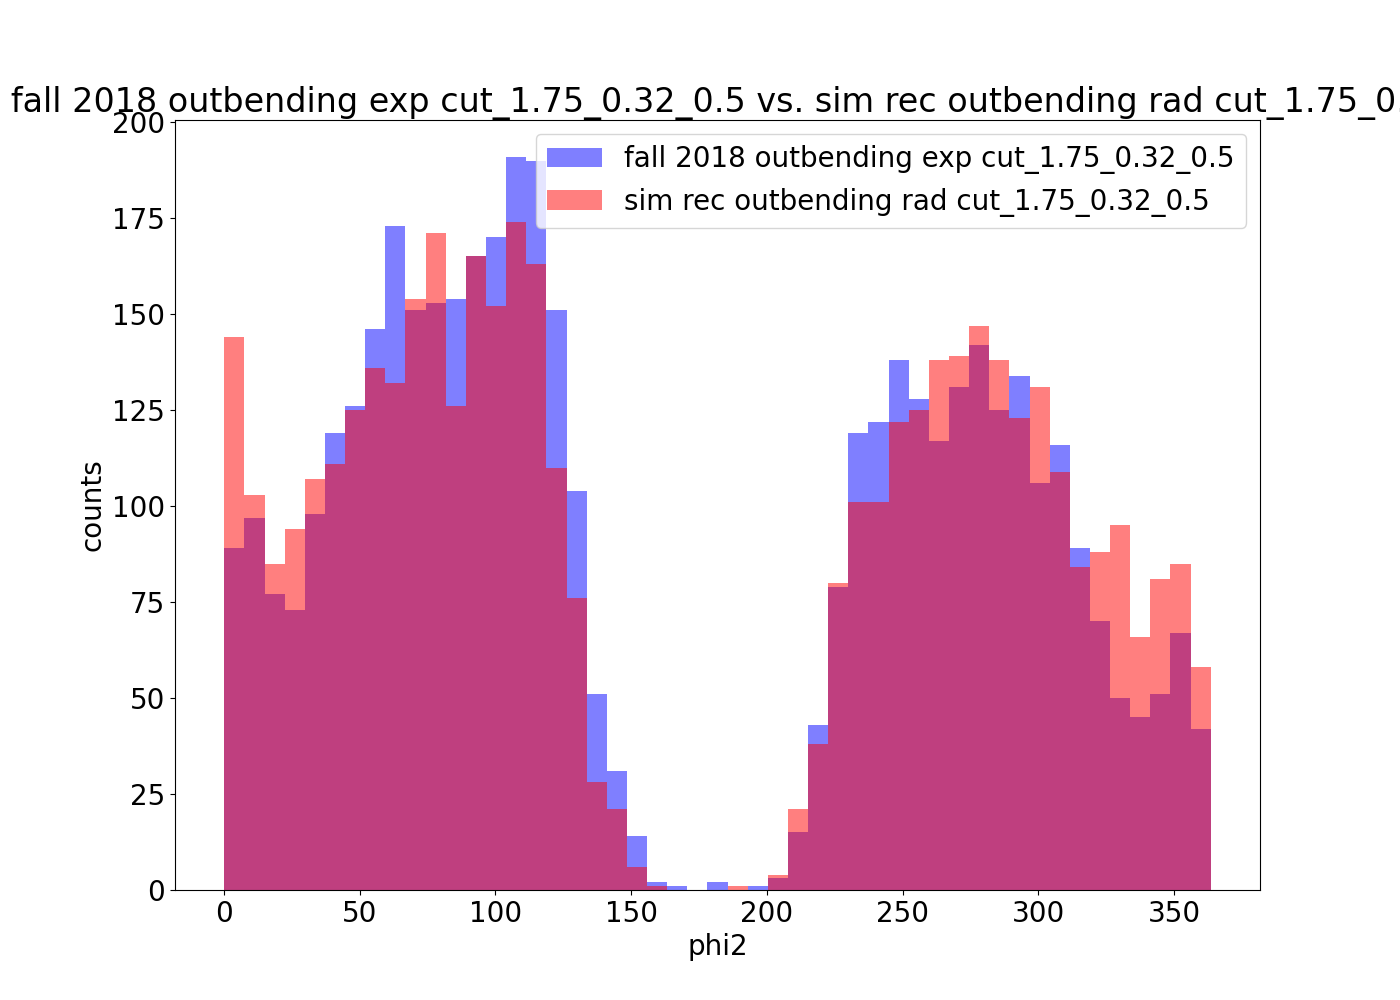 fall 2018 outbending exp cut_1.75_0.32_0.5 vs. sim rec outbending rad cut_1.75_0.
fall 2018 outbending exp cut_1.75_0.32_0.5
sim rec outbending rad cut_1.75_0.32_0.5
200
175
150
125
100
75
50
25
0
counts
0 50 100 150 200 250 300 350
phi2